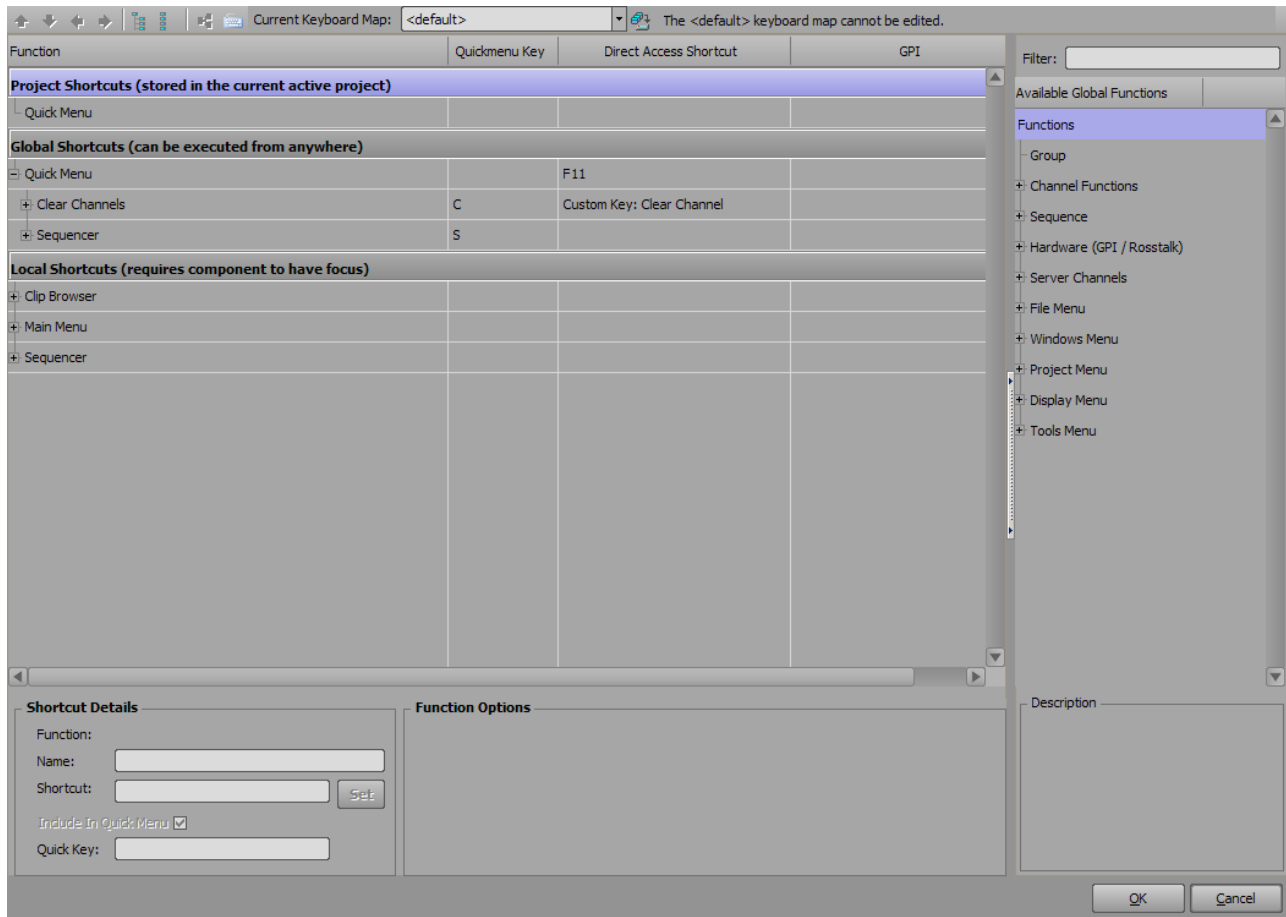 Current Keyboard Map: <default> The <default> keyboard map cannot be edited.
Function Quickmenu Key Direct Access Shortcut GPI
Project Shortcuts (stored in the current active project)
Quick Menu
Global Shortcuts (can be executed from anywhere)
Quick Menu F11
Clear Channels C Custom Key: Clear Channel
Sequencer S
Local Shortcuts (requires component to have focus)
Clip Browser
Main Menu
Sequencer
Filter:
Available Global Functions
Functions
Group
Channel Functions
Sequence
Hardware (GPI / Rosstalk)
Server Channels
File Menu
Windows Menu
Project Menu
Display Menu
Tools Menu
Shortcut Details
Function:
Name:
Shortcut: Set
Include In Quick Menu
Quick Key:
Function Options
Description
OK Cancel